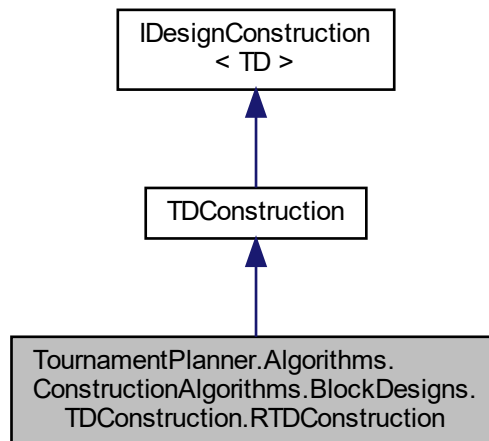 IDesignConstruction
< TD >
TDConstruction
TournamentPlanner.Algorithms.
ConstructionAlgorithms.BlockDesigns.
TDConstruction.RTDConstruction